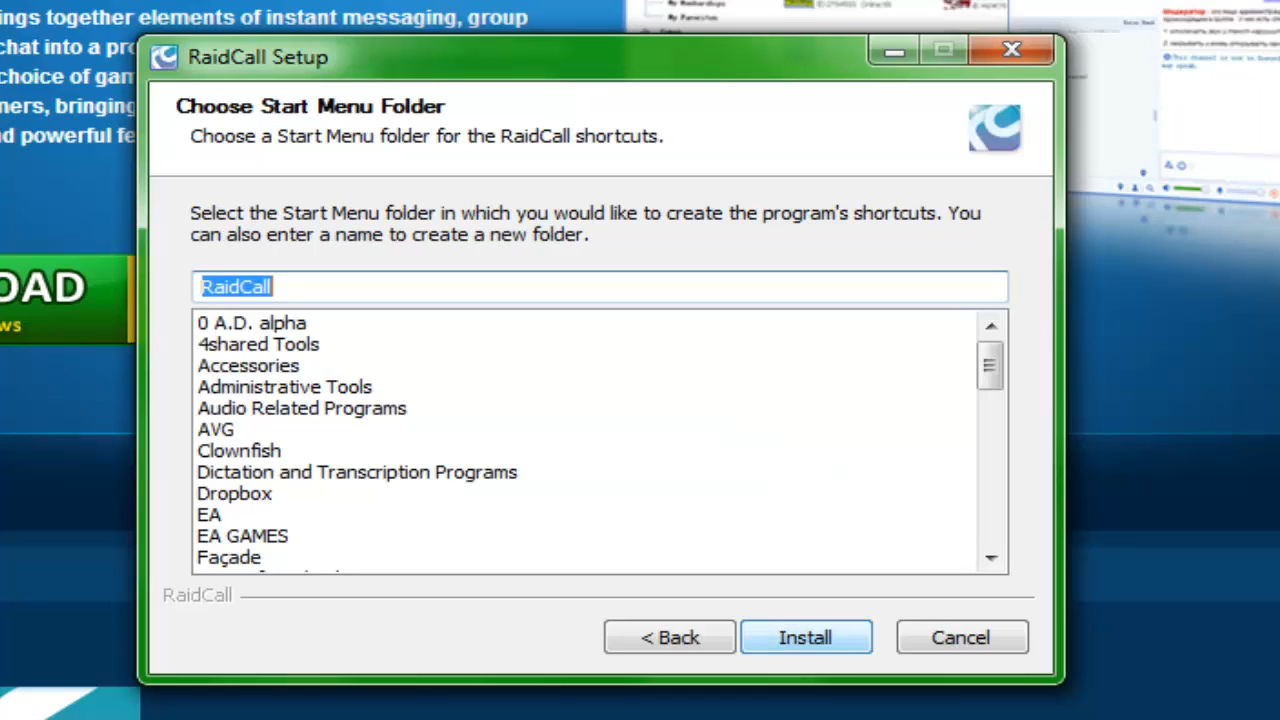 ings together elements of instant messaging, group
chat into a pro
choice of gam
ners, bringing
nd powerful fe
OAD
ws
RaidCall Setup
Choose Start Menu Folder
Choose a Start Menu folder for the RaidCall shortcuts.
Select the Start Menu folder in which you would like to create the program's shortcuts. You
can also enter a name to create a new folder.
RaidCall
0 A.D. alpha
4shared Tools
Accessories
Administrative Tools
Audio Related Programs
AVG
Clownfish
Dictation and Transcription Programs
Dropbox
EA
EA GAMES
Façade
RaidCall
< Back
Install
Cancel